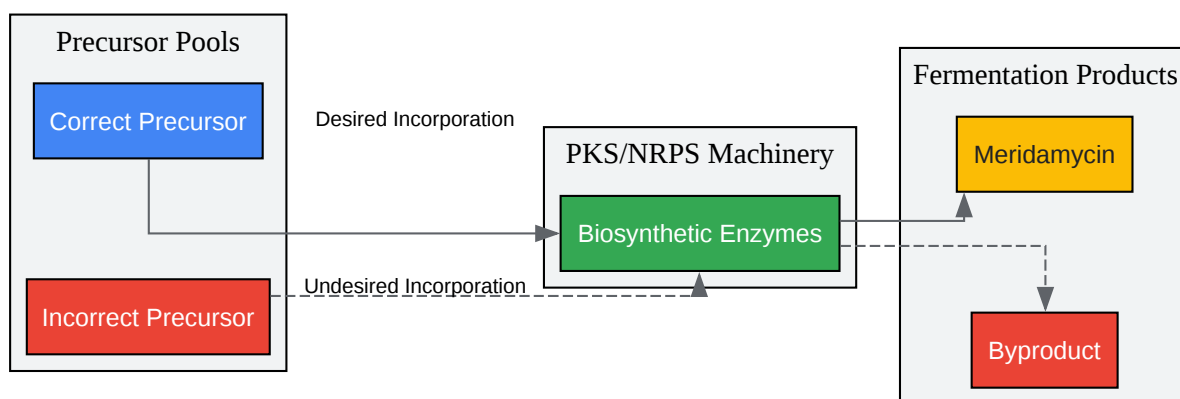 Precursor Pools
Correct Precursor
Incorrect Precursor
Desired Incorporation
Undesired Incorporation
PKS/NRPS Machinery
Biosynthetic Enzymes
Fermentation Products
Meridamycin
Byproduct